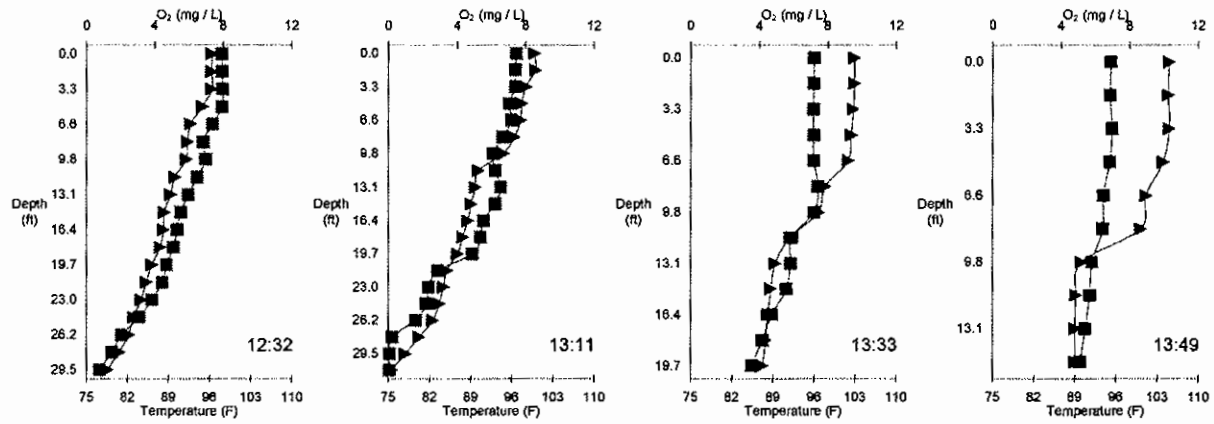 O₂ (mg / L)
0 4 8 12
0.0
3.3
6.6
9.8
Depth
(ft)
13.1
16.4
19.7
23.0
26.2
29.5
12:32
75 82 89 96 103 110
Temperature (F)
O₂ (mg / L)
0 4 8 12
0.0
3.3
6.6
9.8
Depth
(ft)
13.1
16.4
19.7
23.0
26.2
29.5
13:11
75 82 89 96 103 110
Temperature (F)
O₂ (mg / L)
0 4 8 12
0.0
3.3
6.6
9.8
Depth
(ft)
13.1
16.4
19.7
13:33
75 82 89 96 103 110
Temperature (F)
O₂ (mg / L)
0 4 8 12
0.0
3.3
6.6
Depth
(ft)
9.8
13.1
13:49
75 82 89 96 103 110
Temperature (F)